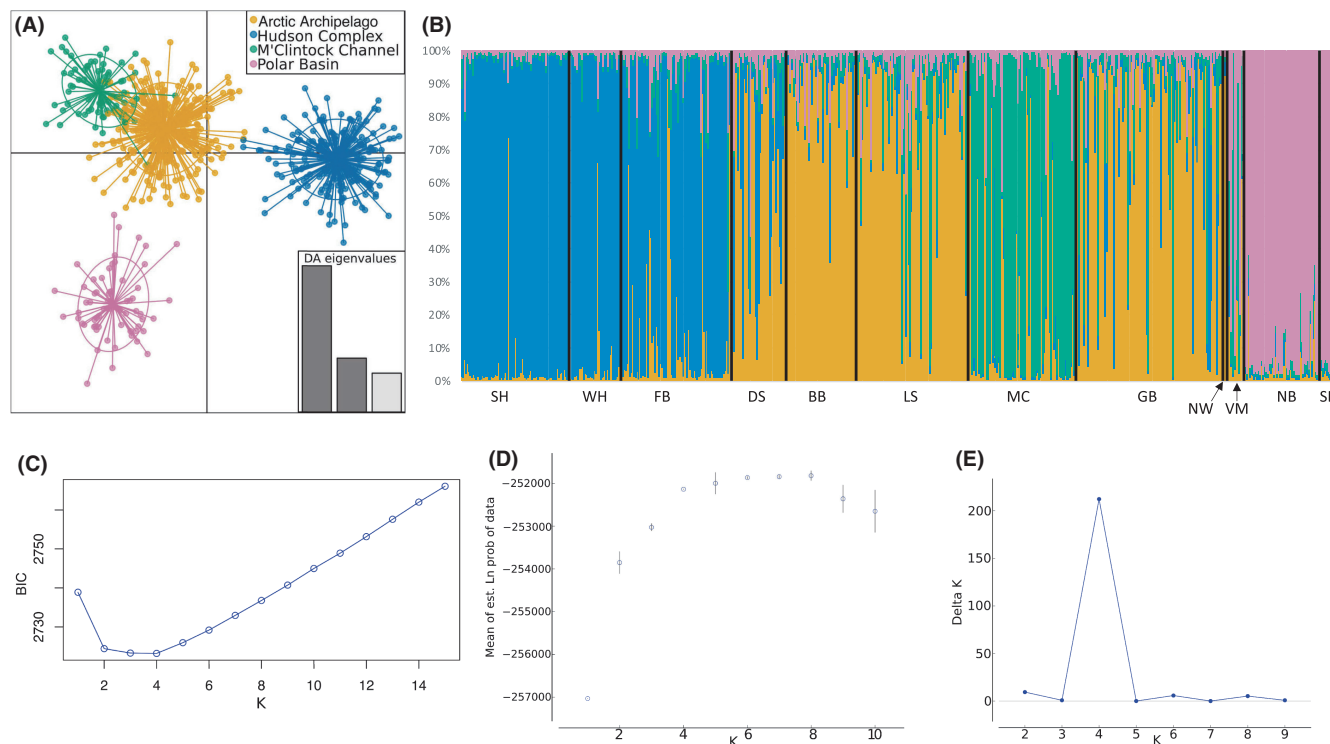 (A)
Arctic Archipelago
Hudson Complex
M'Clintock Channel
Polar Basin
DA eigenvalues
(B)
100%
90%
80%
70%
60%
50%
40%
30%
20%
10%
0%
SH WH FB DS BB LS MC GB NW VM NB
(C)
BIC
2750
2730
2 4 6 8 10 12 14
K
(D)
Mean of est. Ln prob of data
−252000
−253000
−254000
−255000
−256000
−257000
2 4 6 8 10
K
(E)
Delta K
200
150
100
50
0
2 3 4 5 6 7 8 9
K